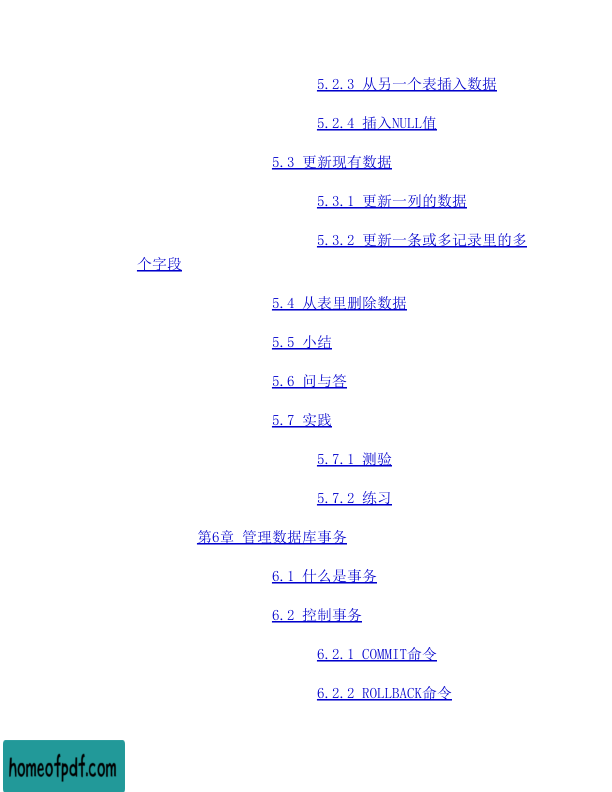 5.2.3 从另一个表插入数据
5.2.4 插入NULL值
5.3 更新现有数据
5.3.1 更新一列的数据
5.3.2 更新一条或多记录里的多
个字段
5.4 从表里删除数据
5.5 小结
5.6 问与答
5.7 实践
5.7.1 测验
5.7.2 练习
第6章 管理数据库事务
6.1 什么是事务
6.2 控制事务
6.2.1 COMMIT命令
6.2.2 ROLLBACK命令
homeofpdf.com